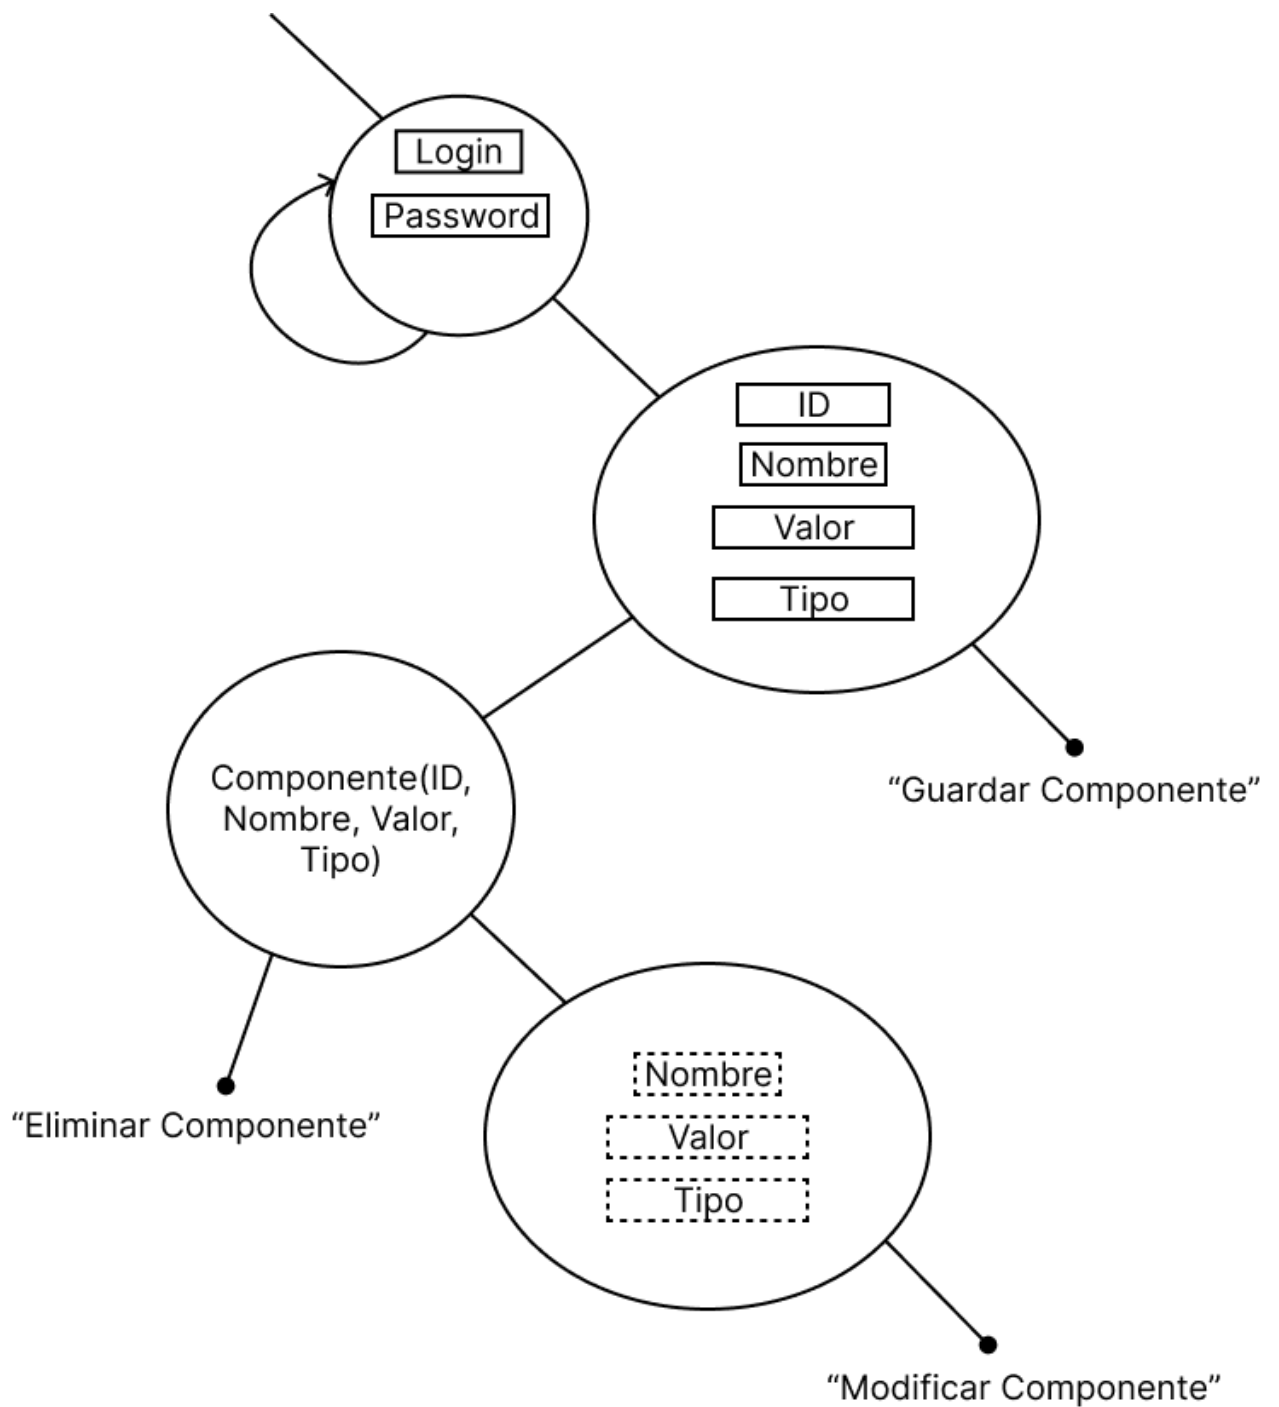 Login
Password
ID
Nombre
Valor
Tipo
“Guardar Componente”
Componente(ID,
Nombre, Valor,
Tipo)
“Eliminar Componente”
Nombre
Valor
Tipo
“Modificar Componente”